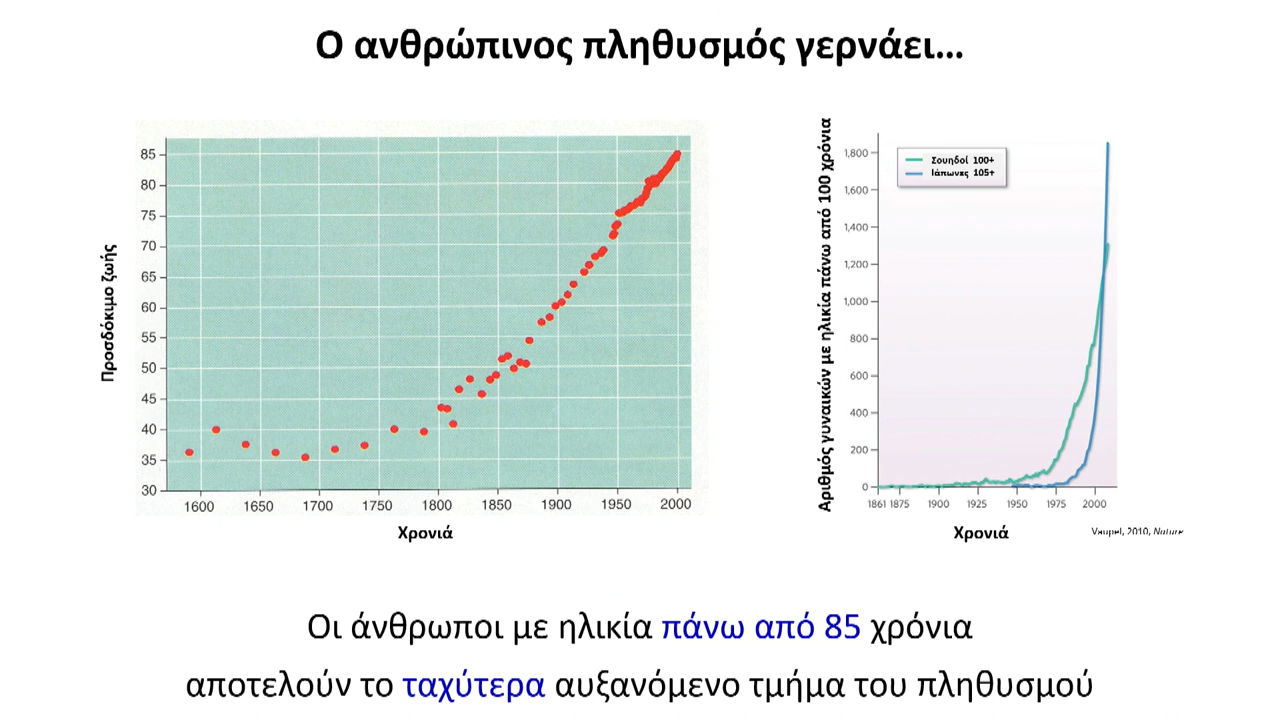 Ο ανθρώπινος πληθυσμός γερνάει...
Προσδόκιμο ζωής
85
80
75
70
65
60
55
50
45
40
35
30
1600 1650 1700 1750 1800 1850 1900 1950 2000
Χρονιά
Αριθμός γυναικών με ηλικία πάνω από 100 χρόνια
Σουηδοί 100+
Ιάπωνες 105+
1,800
1,600
1,400
1,200
1,000
800
600
400
200
0
1861 1875 1900 1925 1950 1975 2000
Χρονιά
Vaupel, 2010, Nature
Οι άνθρωποι με ηλικία πάνω από 85 χρόνια
αποτελούν το ταχύτερα αυξανόμενο τμήμα του πληθυσμού